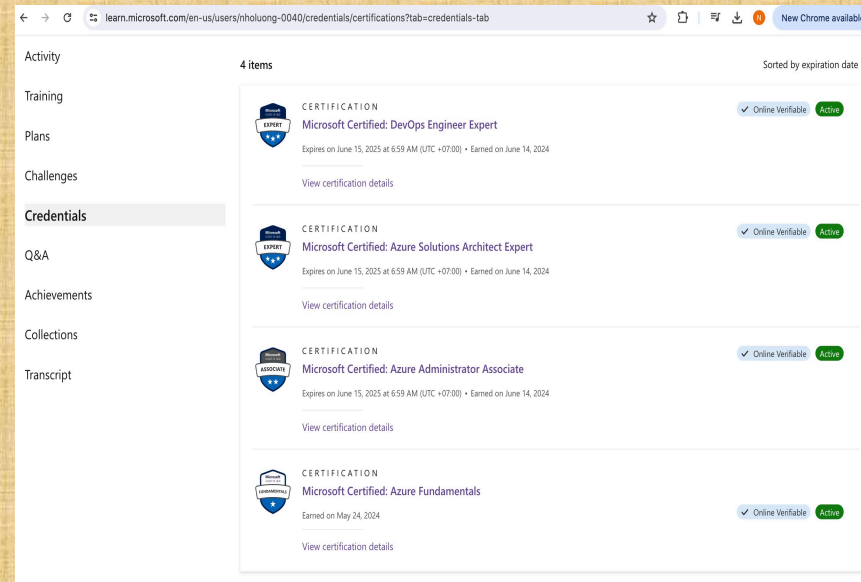 learn.microsoft.com/en-us/users/nholuong-0040/credentials/certifications?tab=credentials-tab
N
New Chrome available
Activity
Training
Plans
Challenges
Credentials
Q&A
Achievements
Collections
Transcript
4 items
Sorted by expiration date
EXPERT
CERTIFICATION
Microsoft Certified: DevOps Engineer Expert
Expires on June 15, 2025 at 6:59 AM (UTC +07:00) • Earned on June 14, 2024
View certification details
Online Verifiable
Active
EXPERT
CERTIFICATION
Microsoft Certified: Azure Solutions Architect Expert
Expires on June 15, 2025 at 6:59 AM (UTC +07:00) • Earned on June 14, 2024
View certification details
Online Verifiable
Active
ASSOCIATE
CERTIFICATION
Microsoft Certified: Azure Administrator Associate
Expires on June 15, 2025 at 6:59 AM (UTC +07:00) • Earned on June 14, 2024
View certification details
Online Verifiable
Active
FUNDAMENTALS
CERTIFICATION
Microsoft Certified: Azure Fundamentals
Earned on May 24, 2024
View certification details
Online Verifiable
Active